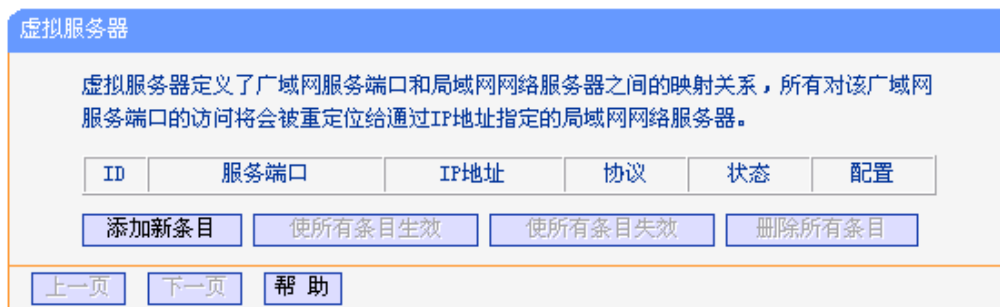 虚拟服务器
虚拟服务器定义了广域网服务端口和局域网网络服务器之间的映射关系，所有对该广域网
服务端口的访问将会被重定位给通过IP地址指定的局域网网络服务器。
ID 服务端口 IP地址 协议 状态 配置
添加新条目 使所有条目生效 使所有条目失效 删除所有条目
上一页 下一页 帮 助